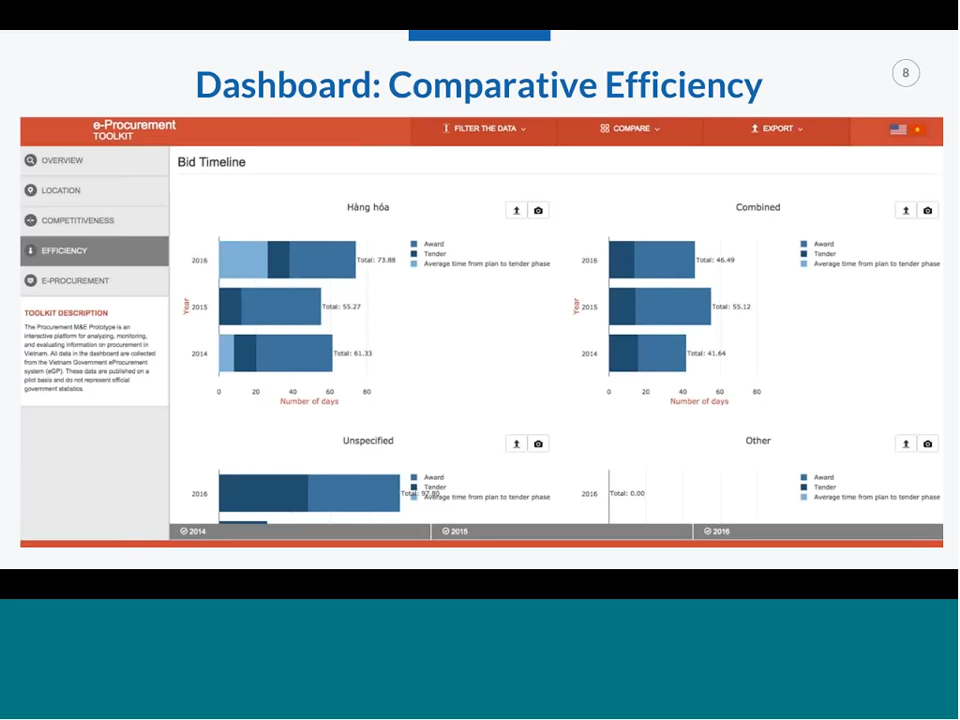 Dashboard: Comparative Efficiency
8
e-Procurement
TOOLKIT
FILTER THE DATA
COMPARE
EXPORT
OVERVIEW
LOCATION
COMPETITIVENESS
EFFICIENCY
E-PROCUREMENT
TOOLKIT DESCRIPTION
The Procurement M&E Prototype is an
interactive platform for analyzing, monitoring,
and evaluating information on procurement in
Vietnam. All data in the dashboard are collected
from the Vietnam Government eProcurement
system (eGP). These data are published on a
pilot basis and do not represent official
government statistics.
Bid Timeline
Hàng hóa
Award
Tender
Average time from plan to tender phase
Year
2016
Total: 73.88
2015
Total: 55.27
2014
Total: 61.33
0 20 40 60 80
Number of days
Combined
Award
Tender
Average time from plan to tender phase
Year
2016
Total: 46.49
2015
Total: 55.12
2014
Total: 41.64
0 20 40 60 80
Number of days
Unspecified
Award
Tender
Average time from plan to tender phase
2016
Other
Award
Tender
Average time from plan to tender phase
2016
Total: 0.00
2014
2015
2016